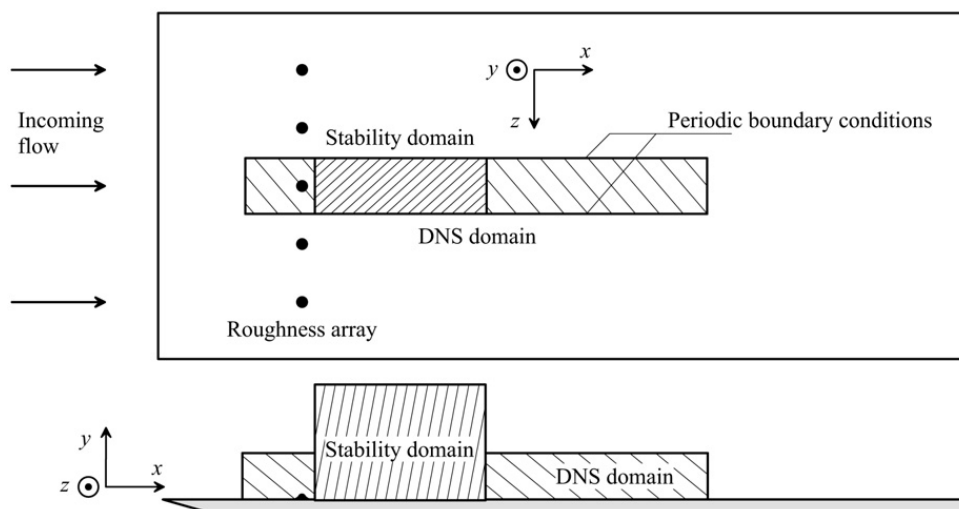 Incoming
flow
y
x
z
Stability domain
Periodic boundary conditions
DNS domain
Roughness array
y
x
z
Stability domain
DNS domain